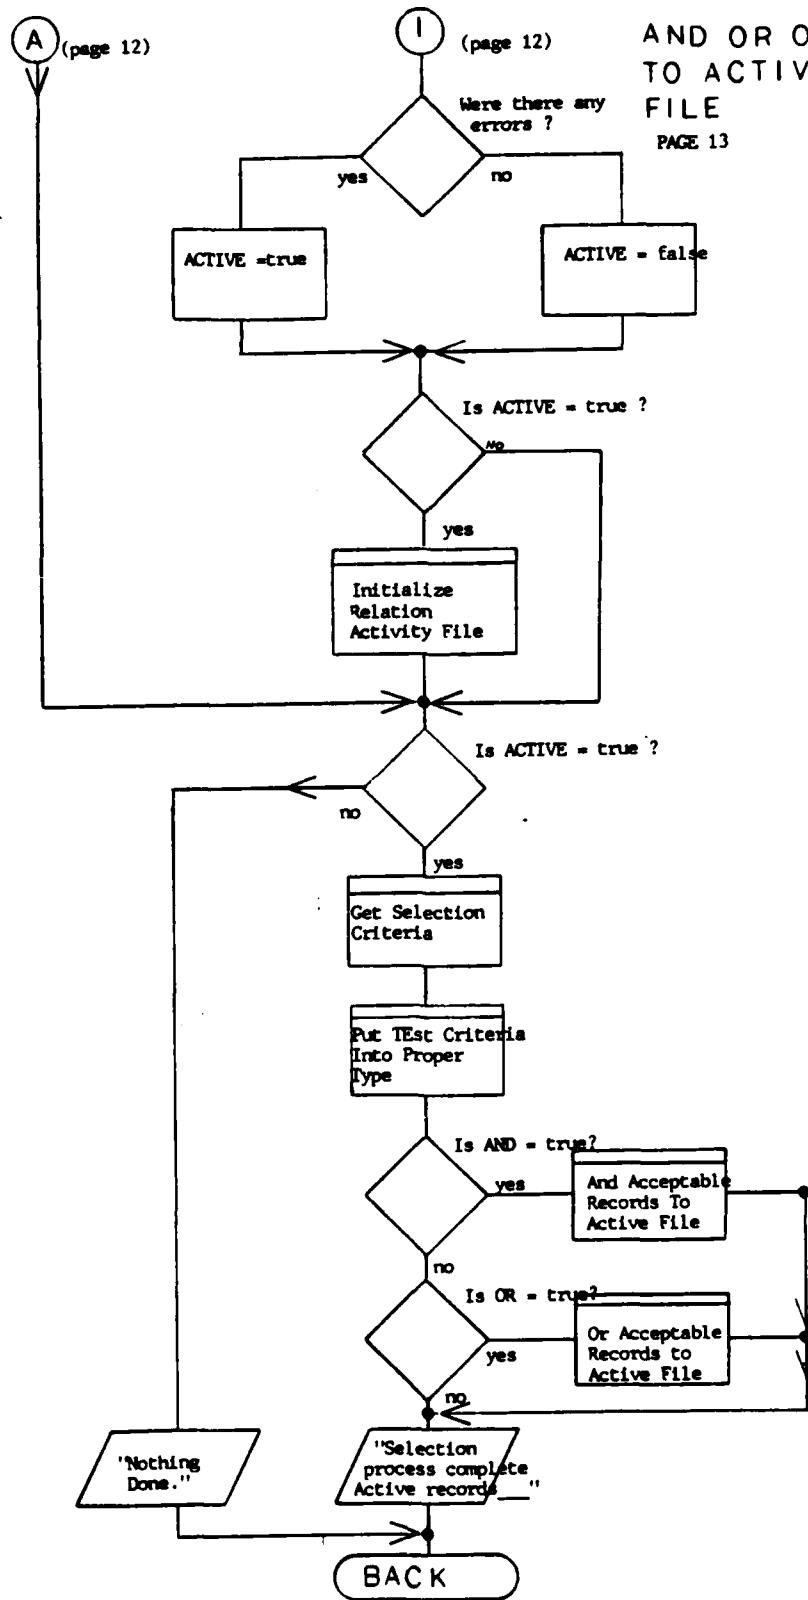 A (page 12)
I (page 12)
AND OR O
TO ACTIV
FILE
PAGE 13
Were there any
errors ?
yes
no
ACTIVE =true
ACTIVE = false
Is ACTIVE = true ?
NO
yes
Initialize
Relation
Activity File
Is ACTIVE = true ?
no
yes
Get Selection
Criteria
Put TEst Criteria
Into Proper
Type
Is AND = true?
yes
And Acceptable
Records To
Active File
no
Is OR = true?
yes
Or Acceptable
Records to
Active File
no
"Nothing
Done."
"Selection
process complete
Active records___"
BACK